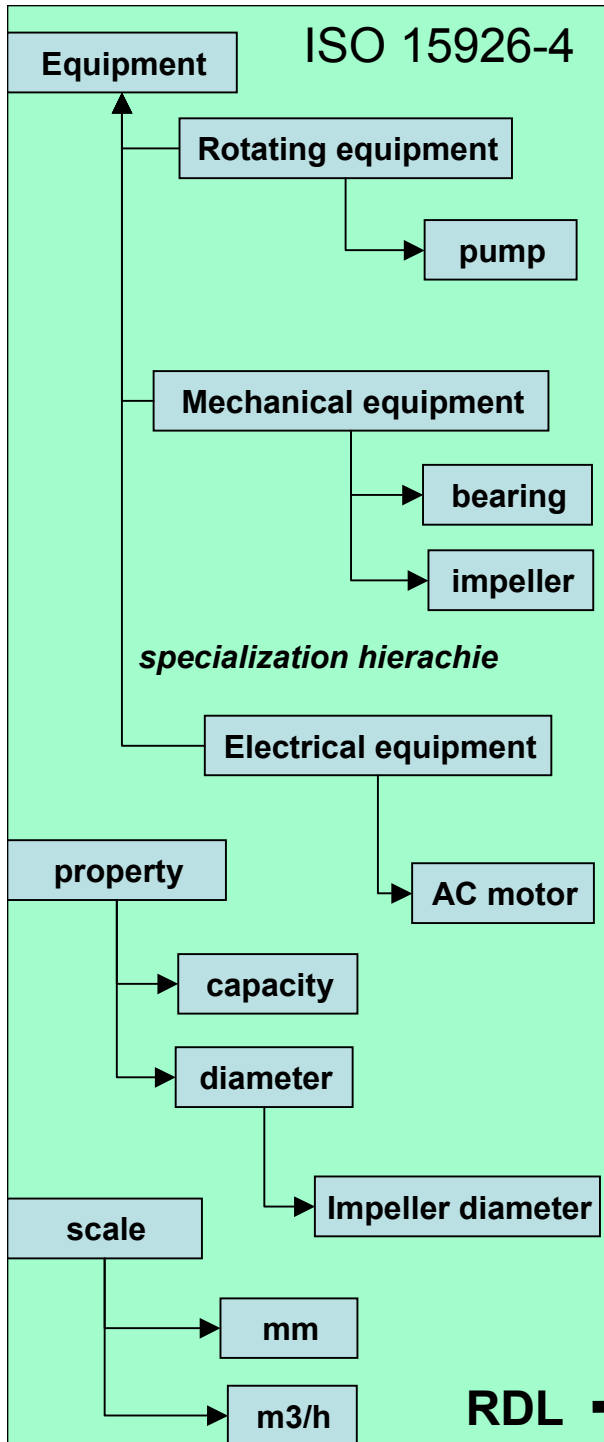 ISO 15926-4
Equipment
Rotating equipment
pump
Mechanical equipment
bearing
impeller
specialization hierachie
Electrical equipment
AC motor
property
capacity
diameter
Impeller diameter
scale
mm
m3/h
RDL